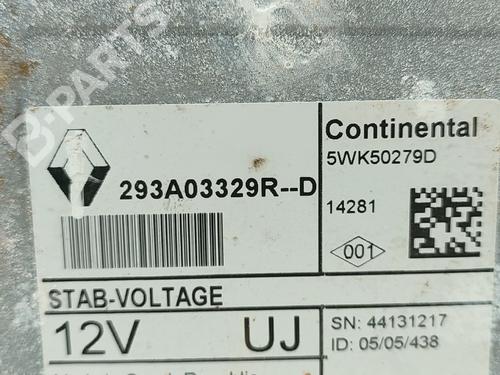 B-PARTS
Continental
5WK50279D
293A03329R--D
14281
001
STAB-VOLTAGE
12V UJ
SN: 44131217
ID: 05/05/438